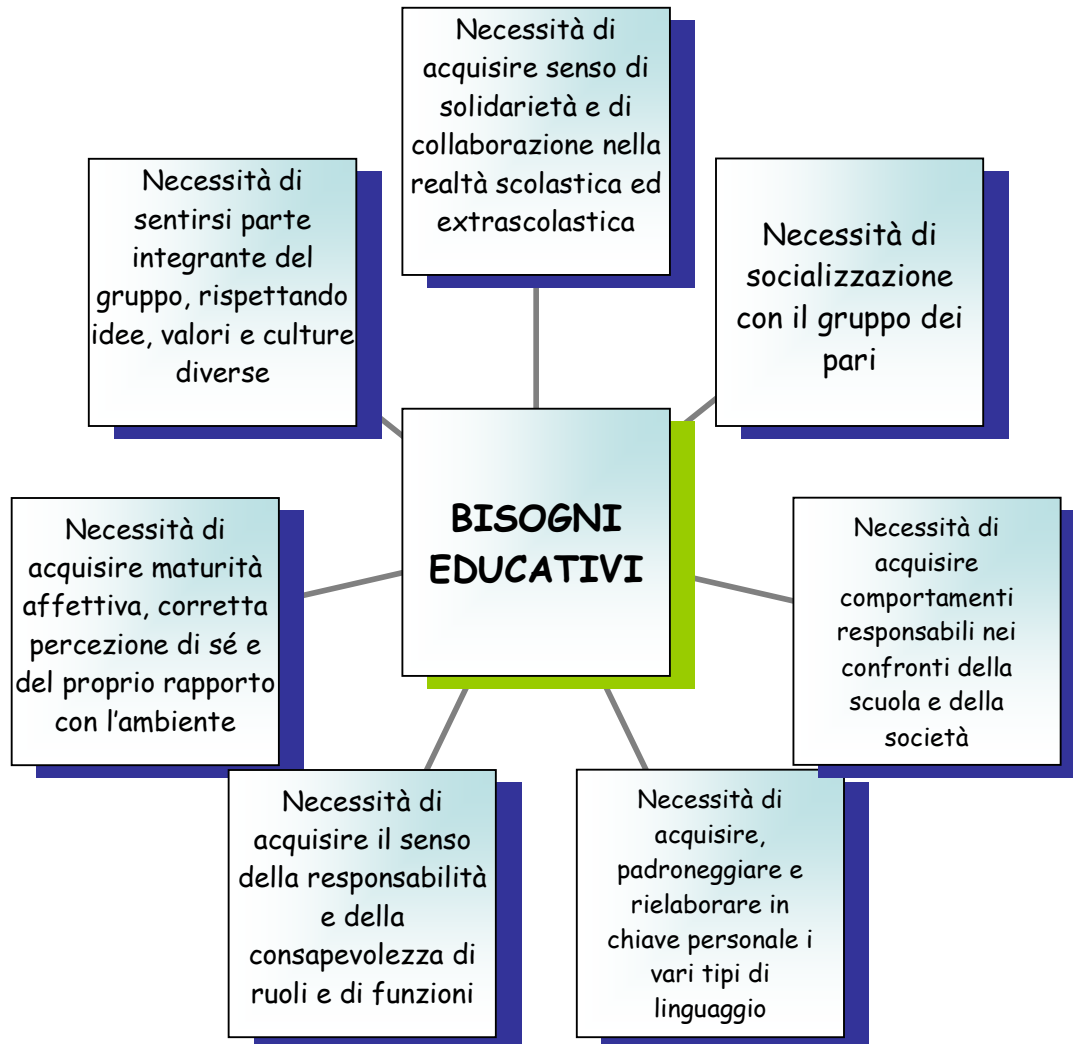 Necessità di
acquisire senso di
solidarietà e di
collaborazione nella
realtà scolastica ed
extrascolastica
Necessità di
sentirsi parte
integrante del
gruppo, rispettando
idee, valori e culture
diverse
Necessità di
socializzazione
con il gruppo dei
pari
BISOGNI
EDUCATIVI
Necessità di
acquisire maturità
affettiva, corretta
percezione di sé e
del proprio rapporto
con l’ambiente
Necessità di
acquisire
comportamenti
responsabili nei
confronti della
scuola e della
società
Necessità di
acquisire il senso
della responsabilità
e della
consapevolezza di
ruoli e di funzioni
Necessità di
acquisire,
padroneggiare e
rielaborare in
chiave personale i
vari tipi di
linguaggio